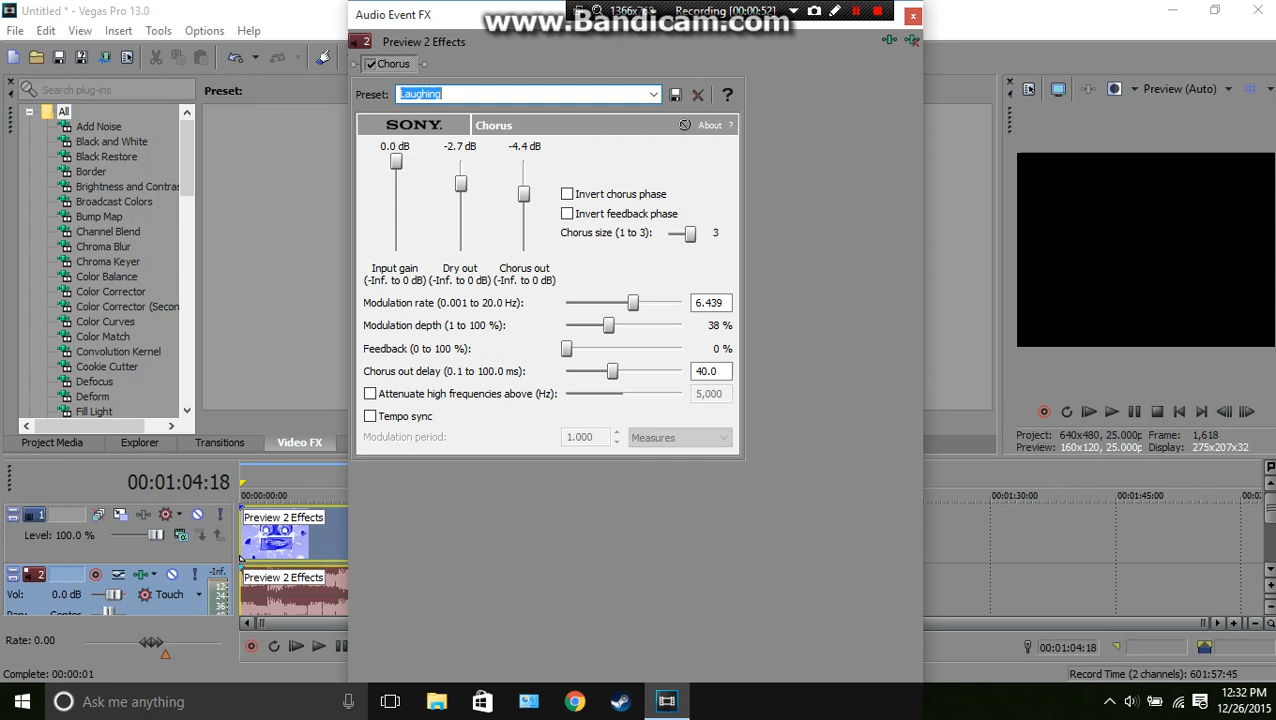 Untitled * - Vegas Pro 13.0
Audio Event FX
1366x768 Recording [00:00:52]
www.Bandicam.com
File Edit View Insert Tools Options Help
2 Preview 2 Effects
Chorus
Search plug-ins
Preset:
Preset: Laughing
?
Preview (Auto)
All
Add Noise
Black and White
Black Restore
Border
Brightness and Contras
Broadcast Colors
Bump Map
Channel Blend
Chroma Blur
Chroma Keyer
Color Balance
Color Corrector
Color Corrector (Secon
Color Curves
Color Match
Convolution Kernel
Cookie Cutter
Defocus
Deform
Fill Light
SONY. Chorus About ?
0.0 dB -2.7 dB -4.4 dB
Invert chorus phase
Invert feedback phase
Chorus size (1 to 3): 3
Input gain Dry out Chorus out
(-Inf. to 0 dB) (-Inf. to 0 dB) (-Inf. to 0 dB)
Modulation rate (0.001 to 20.0 Hz): 6.439
Modulation depth (1 to 100 %): 38 %
Feedback (0 to 100 %): 0 %
Chorus out delay (0.1 to 100.0 ms): 40.0
Attenuate high frequencies above (Hz): 5,000
Tempo sync
Modulation period: 1.000 Measures
Project Media Explorer Transitions Video FX
Project: 640x480, 25.000p Frame: 1,618
Preview: 160x120, 25.000p Display: 275x207x32
00:01:04:18
00:00:00:00
00:01:30:00 00:01:45:00 00:0
1
Preview 2 Effects
Level: 100.0 %
2
-Inf.
Preview 2 Effects
12
24
36
Vol: 0.0 dB Touch
Pan: Center
Rate: 0.00
00:01:04:18
Complete: 00:00:01
Record Time (2 channels): 601:57:45
Ask me anything
12:32 PM
12/26/2015